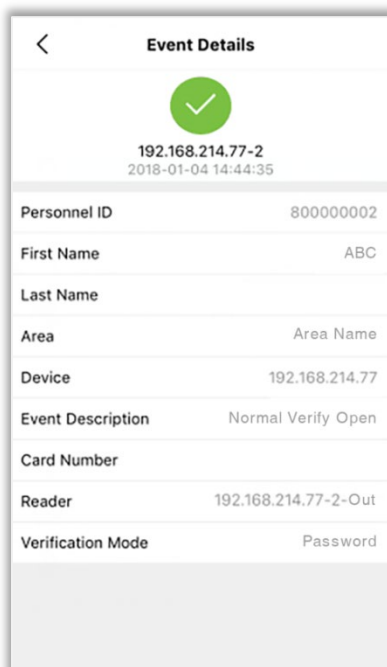 Event Details
192.168.214.77-2
2018-01-04 14:44:35
Personnel ID 800000002
First Name ABC
Last Name
Area Area Name
Device 192.168.214.77
Event Description Normal Verify Open
Card Number
Reader 192.168.214.77-2-Out
Verification Mode Password